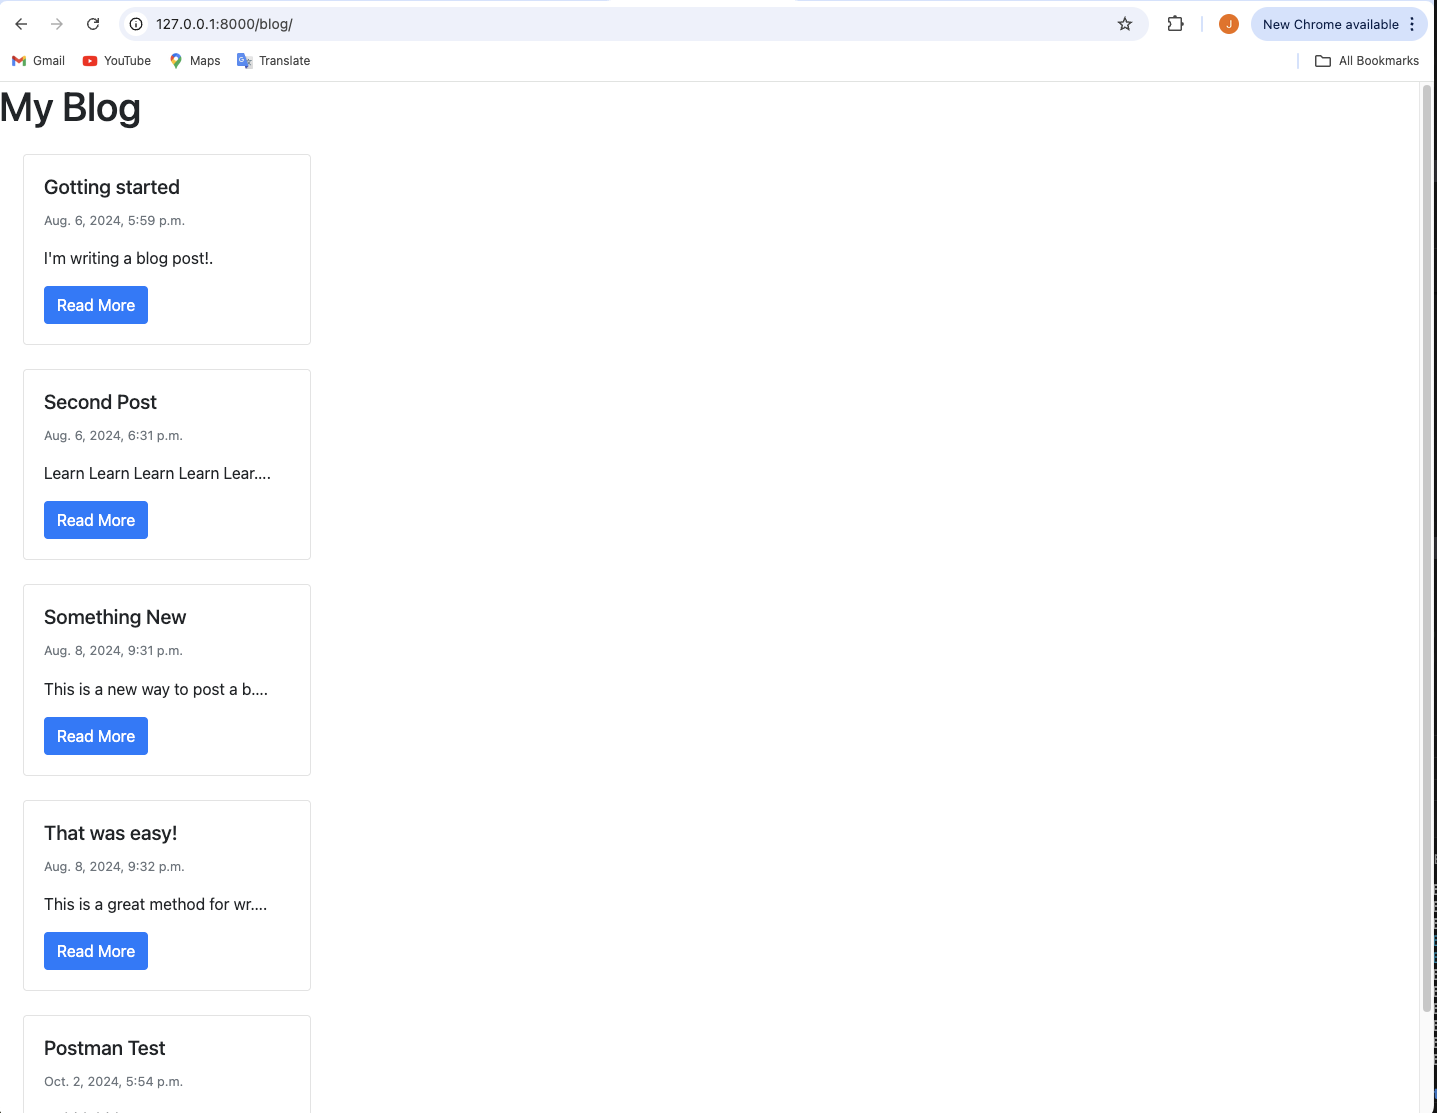 127.0.0.1:8000/blog/
J
New Chrome available
Gmail
YouTube
Maps
Translate
All Bookmarks
My Blog
Gotting started
Aug. 6, 2024, 5:59 p.m.
I'm writing a blog post!.
Read More
Second Post
Aug. 6, 2024, 6:31 p.m.
Learn Learn Learn Learn Lear....
Read More
Something New
Aug. 8, 2024, 9:31 p.m.
This is a new way to post a b....
Read More
That was easy!
Aug. 8, 2024, 9:32 p.m.
This is a great method for wr....
Read More
Postman Test
Oct. 2, 2024, 5:54 p.m.